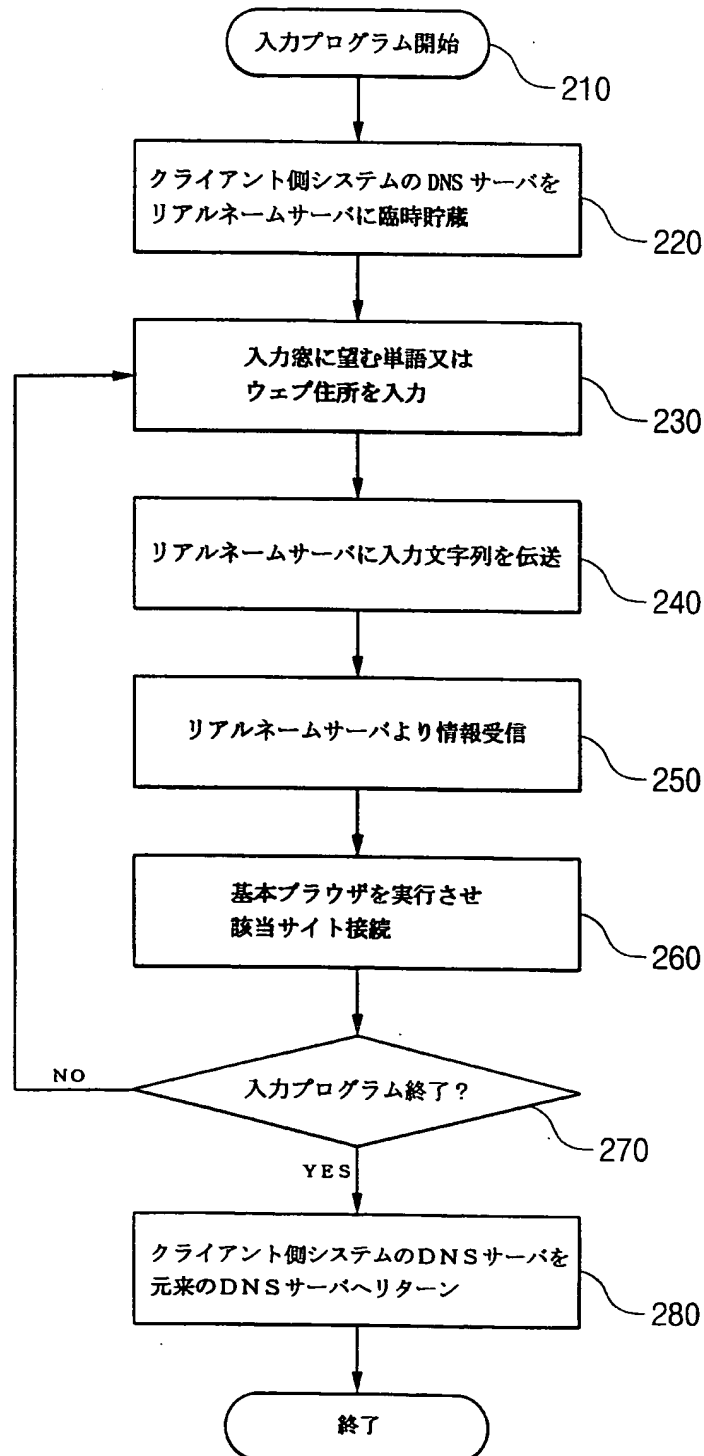 入力プログラム開始
210
クライアント側システムの DNS サーバを
リアルネームサーバに臨時貯蔵
220
入力窓に望む単語又は
ウェプ住所を入力
230
リアルネームサーバに入力文字列を伝送
240
リアルネームサーバより情報受信
250
基本ブラウザを実行させ
該当サイト接続
260
入力プログラム終了？
NO
270
YES
クライアント側システムのＤＮＳサーバを
元来のＤＮＳサーバへリターン
280
終了